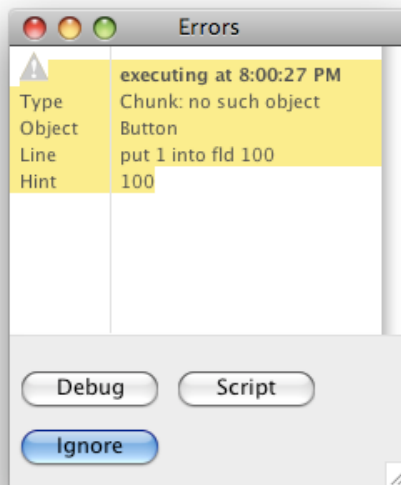 Errors
executing at 8:00:27 PM
Type Chunk: no such object
Object Button
Line put 1 into fld 100
Hint 100
Debug Script
Ignore